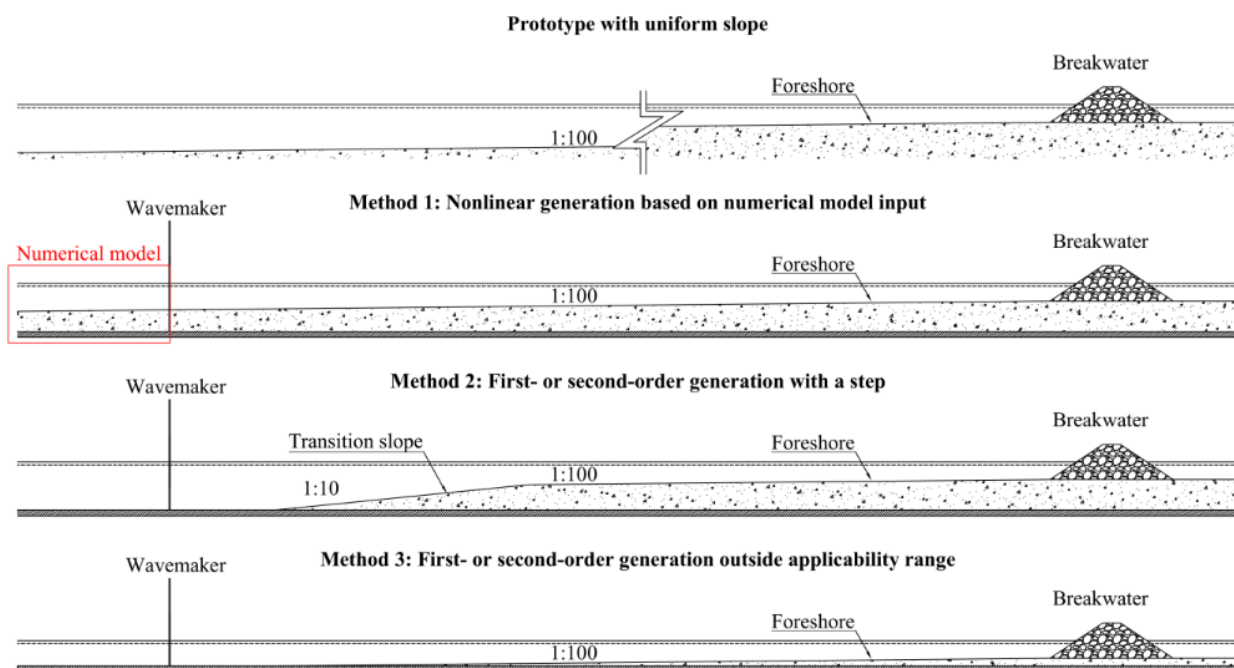 Prototype with uniform slope
Breakwater
Foreshore
1:100
Method 1: Nonlinear generation based on numerical model input
Wavemaker
Breakwater
Numerical model
Foreshore
1:100
Method 2: First- or second-order generation with a step
Wavemaker
Breakwater
Transition slope
Foreshore
1:10
1:100
Method 3: First- or second-order generation outside applicability range
Wavemaker
Breakwater
Foreshore
1:100